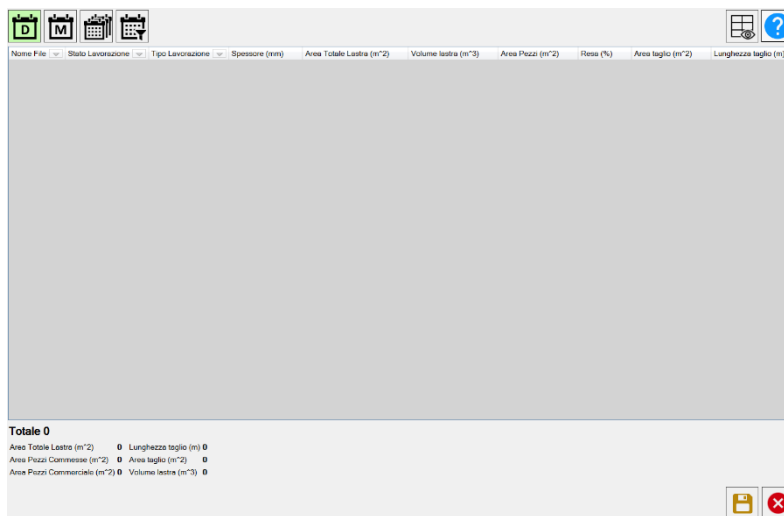 D M ?
Nome File Stato Lavorazione Tipo Lavorazione Spessore (mm) Area Totale Lastra (m^2) Volume lastra (m^3) Area Pezzi (m^2) Resa (%) Area taglio (m^2) Lunghezza taglio (m)
Totale 0
Area Totale Lastra (m^2) 0 Lunghezza taglio (m) 0
Area Pezzi Commesse (m^2) 0 Area taglio (m^2) 0
Area Pezzi Commerciale (m^2) 0 Volume lastra (m^3) 0